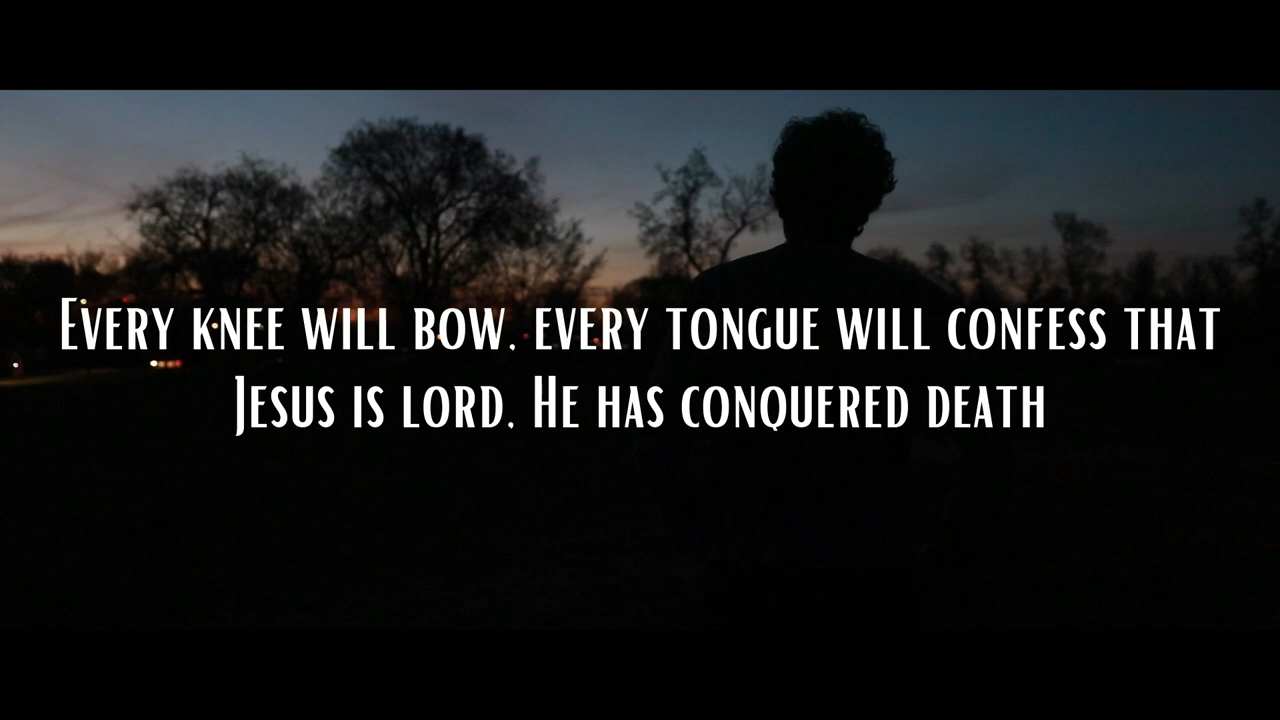 Every knee will bow, every tongue will confess that
Jesus is lord, He has conquered death